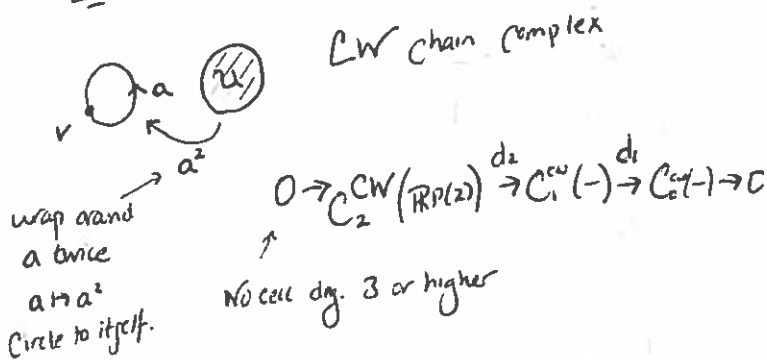 CW chain complex
v
a
u
a²
wrap around
a twice
a ↦ a²
Circle to itself.
0 → C₂^CW (RP(2)) →^{d₂} C₁^CW (-) →^{d₁} C₀^CW (-) → 0
No cell deg. 3 or higher